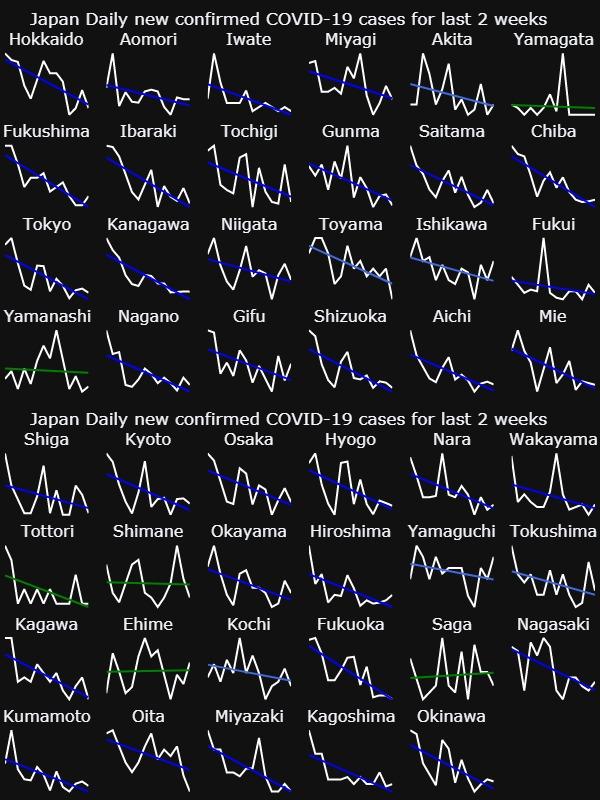 Japan Daily new confirmed COVID-19 cases for last 2 weeks
Hokkaido Aomori Iwate Miyagi Akita Yamagata
Fukushima Ibaraki Tochigi Gunma Saitama Chiba
Tokyo Kanagawa Niigata Toyama Ishikawa Fukui
Yamanashi Nagano Gifu Shizuoka Aichi Mie
Japan Daily new confirmed COVID-19 cases for last 2 weeks
Shiga Kyoto Osaka Hyogo Nara Wakayama
Tottori Shimane Okayama Hiroshima Yamaguchi Tokushima
Kagawa Ehime Kochi Fukuoka Saga Nagasaki
Kumamoto Oita Miyazaki Kagoshima Okinawa